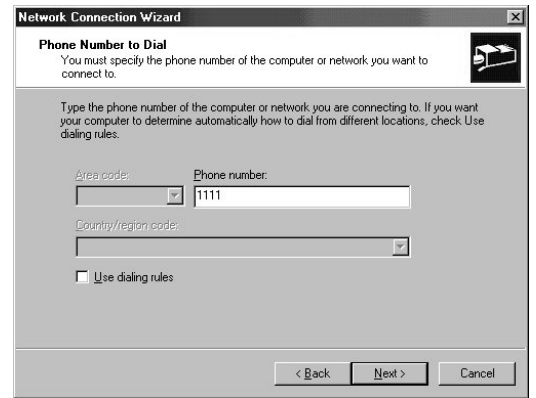 Network Connection Wizard
Phone Number to Dial
You must specify the phone number of the computer or network you want to
connect to.
Type the phone number of the computer or network you are connecting to. If you want
your computer to determine automatically how to dial from different locations, check Use
dialing rules.
Area code: Phone number:
1111
Country/region code:
Use dialing rules
< Back Next > Cancel